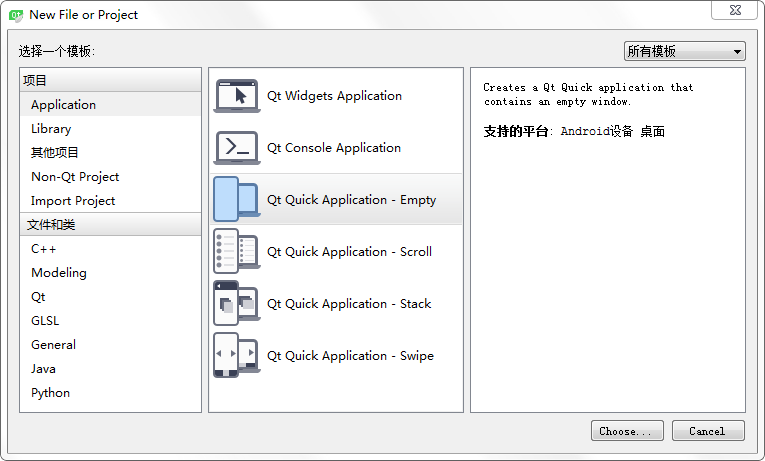 New File or Project
选择一个模板:
所有模板
项目
Application
Library
其他项目
Non-Qt Project
Import Project
文件和类
C++
Modeling
Qt
GLSL
General
Java
Python
Qt Widgets Application
Qt Console Application
Qt Quick Application - Empty
Qt Quick Application - Scroll
Qt Quick Application - Stack
Qt Quick Application - Swipe
Creates a Qt Quick application that
contains an empty window.
支持的平台: Android设备 桌面
Choose...
Cancel